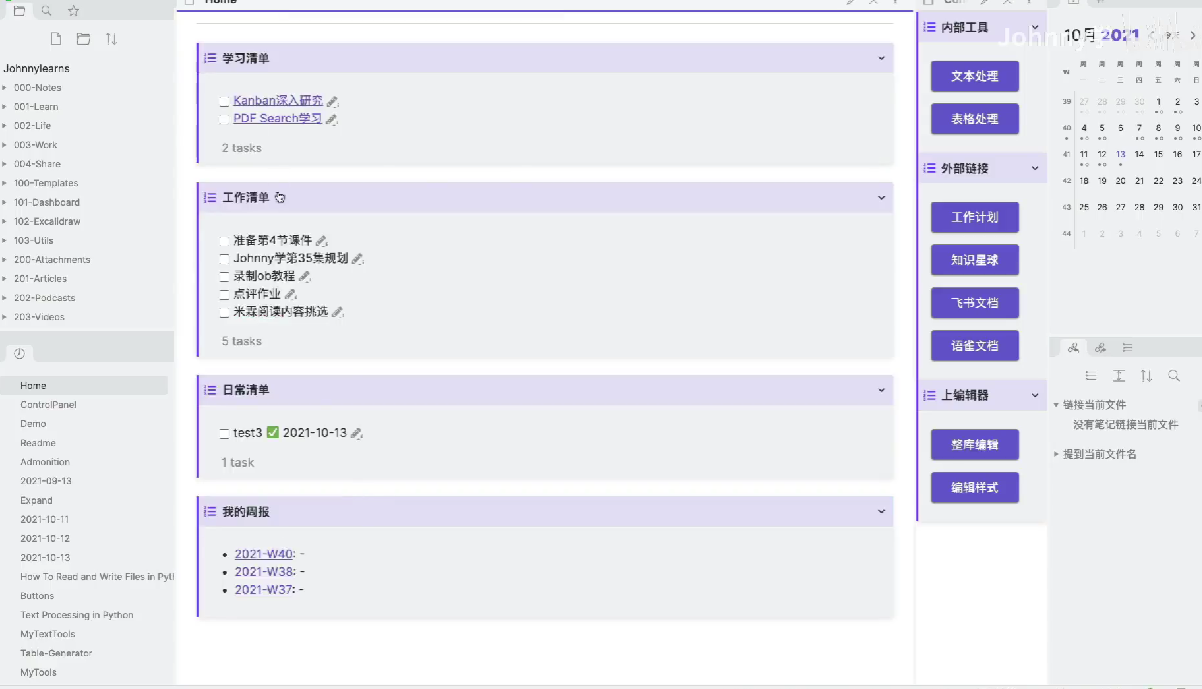 Home
Johnnylearns
000-Notes
001-Learn
002-Life
003-Work
004-Share
100-Templates
101-Dashboard
102-Excalidraw
103-Utils
200-Attachments
201-Articles
202-Podcasts
203-Videos
Home
ControlPanel
Demo
Readme
Admonition
2021-09-13
Expand
2021-10-11
2021-10-12
2021-10-13
How To Read and Write Files in Pyt
Buttons
Text Processing in Python
MyTextTools
Table-Generator
MyTools
学习清单
Kanban深入研究
PDF Search学习
2 tasks
工作清单
准备第4节课件
Johnny学第35集规划
录制ob教程
点评作业
米霖阅读内容挑选
5 tasks
日常清单
test3 ✅ 2021-10-13
1 task
我的周报
2021-W40: -
2021-W38: -
2021-W37: -
内部工具
文本处理
表格处理
外部链接
工作计划
知识星球
飞书文档
语雀文档
上编辑器
整库编辑
编辑样式
10月 2021
周 周 周 周 周 周 周
一 二 三 四 五 六 日
39 27 28 29 30 1 2 3
40 4 5 6 7 8 9 10
41 11 12 13 14 15 16 17
42 18 19 20 21 22 23 24
43 25 26 27 28 29 30 31
44 1 2 3 4 5 6 7
链接当前文件
没有笔记链接当前文件
提到当前文件名